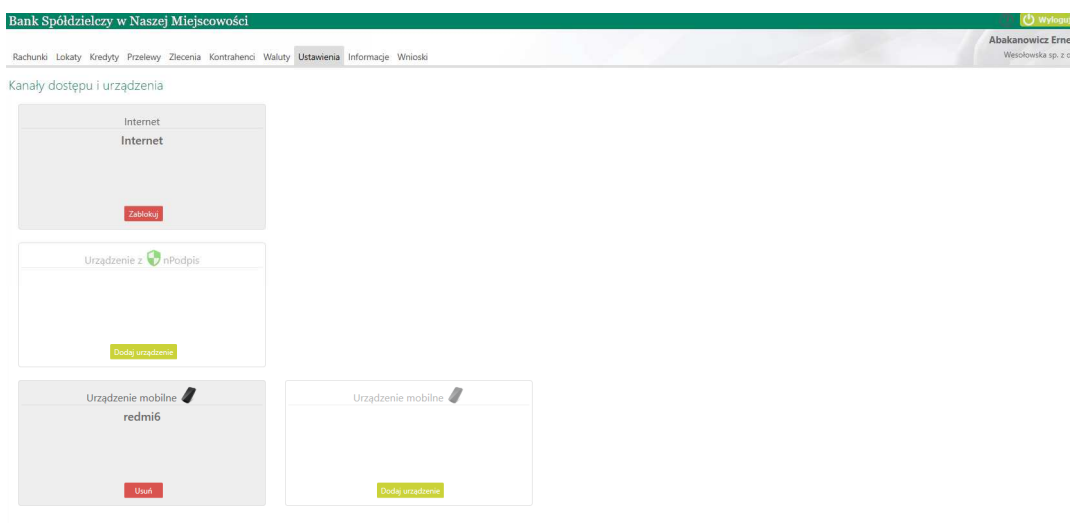 Bank Spółdzielczy w Naszej Miejscowości
Wyloguj
Abakanowicz Erne
Wesołowska sp. z o
Rachunki Lokaty Kredyty Przelewy Zlecenia Kontrahenci Waluty Ustawienia Informacje Wnioski
Kanały dostępu i urządzenia
Internet
Internet
Zablokuj
Urządzenie z nPodpis
Dodaj urządzenie
Urządzenie mobilne
redmi6
Usuń
Urządzenie mobilne
Dodaj urządzenie